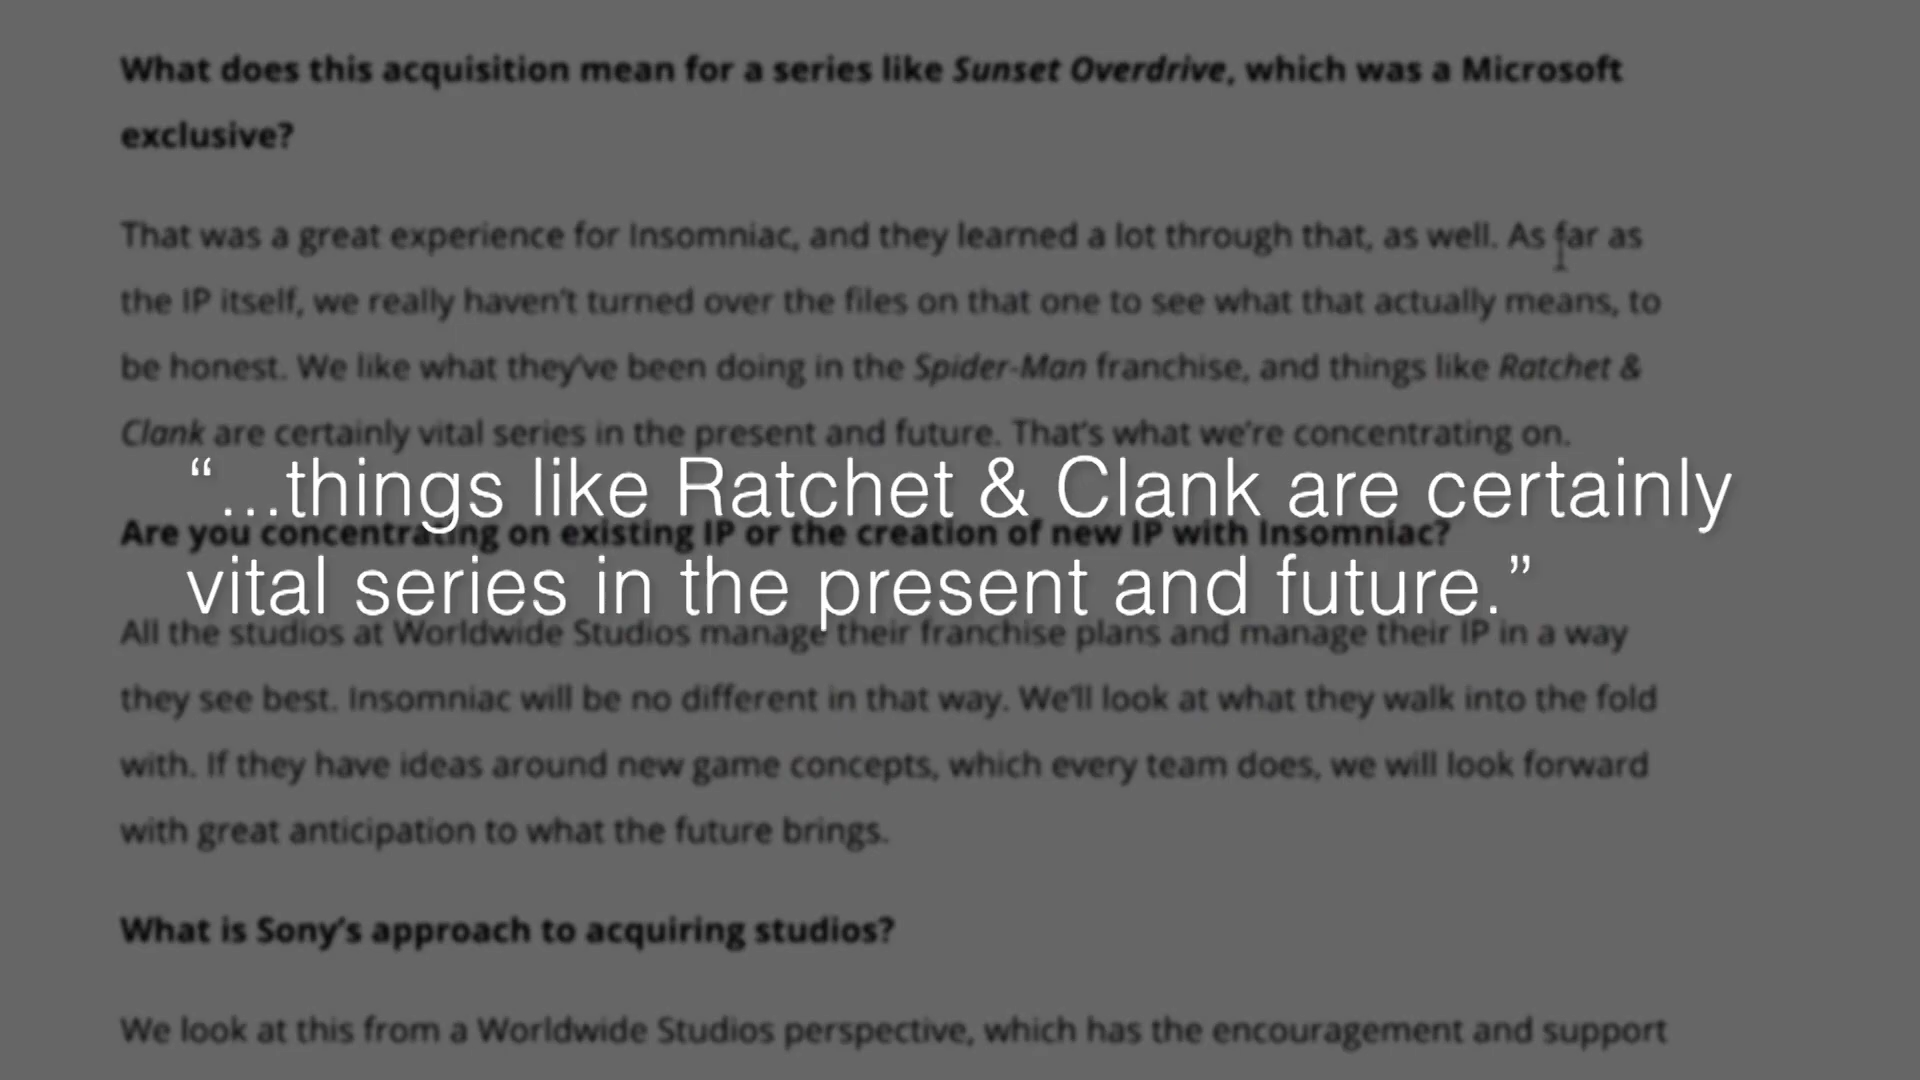 What does this acquisition mean for a series like Sunset Overdrive, which was a Microsoft
exclusive?
That was a great experience for Insomniac, and they learned a lot through that, as well. As far as
the IP itself, we really haven't turned over the files on that one to see what that actually means, to
be honest. We like what they've been doing in the Spider-Man franchise, and things like Ratchet &
Clank are certainly vital series in the present and future. That's what we're concentrating on.
“...things like Ratchet & Clank are certainly
Are you concentrating on existing IP or the creation of new IP with Insomniac?
vital series in the present and future.”
All the studios at Worldwide Studios manage their franchise plans and manage their IP in a way
they see best. Insomniac will be no different in that way. We'll look at what they walk into the fold
with. If they have ideas around new game concepts, which every team does, we will look forward
with great anticipation to what the future brings.
What is Sony's approach to acquiring studios?
We look at this from a Worldwide Studios perspective, which has the encouragement and support